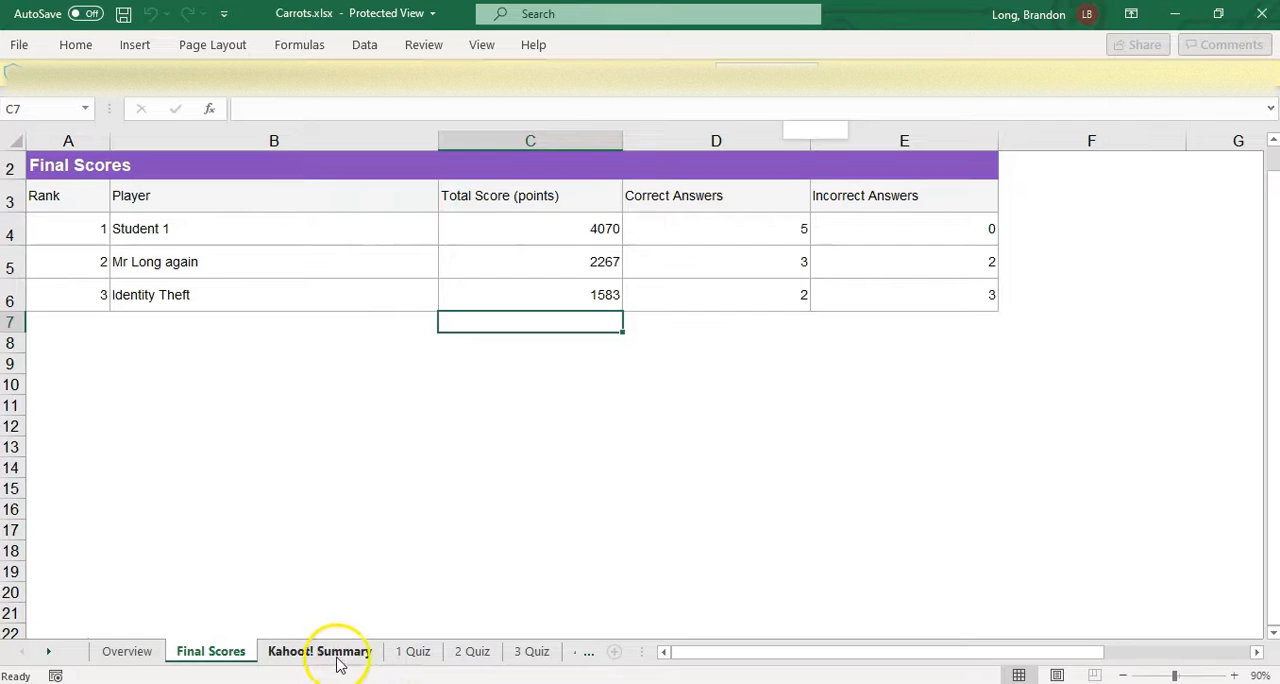 AutoSave Off Carrots.xlsx - Protected View Search Long, Brandon LB
File Home Insert Page Layout Formulas Data Review View Help Share Comments
C7 fx
A B C D E F G
2 Final Scores
3 Rank Player Total Score (points) Correct Answers Incorrect Answers
4 1 Student 1 4070 5 0
5 2 Mr Long again 2267 3 2
6 3 Identity Theft 1583 2 3
7
8
9
10
11
12
13
14
15
16
17
18
19
20
21
22
Overview Final Scores Kahoot! Summary 1 Quiz 2 Quiz 3 Quiz ...
Ready 90%